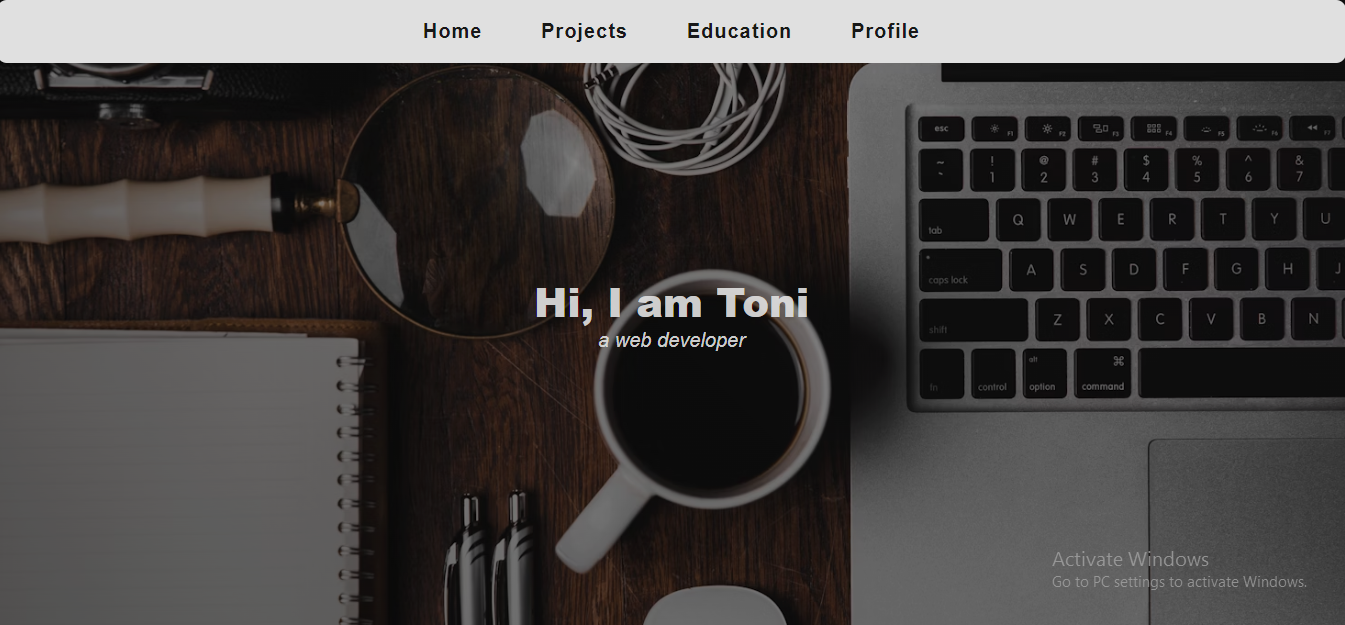 Home Projects Education Profile
Hi, I am Toni
a web developer
esc F1 F2 F3 F4 F5 F6 F7
~ ! @ # $ % ^ &
` 1 2 3 4 5 6 7
tab Q W E R T Y U
caps lock A S D F G H J
shift Z X C V B N
fn control alt option ⌘ command
Activate Windows
Go to PC settings to activate Windows.